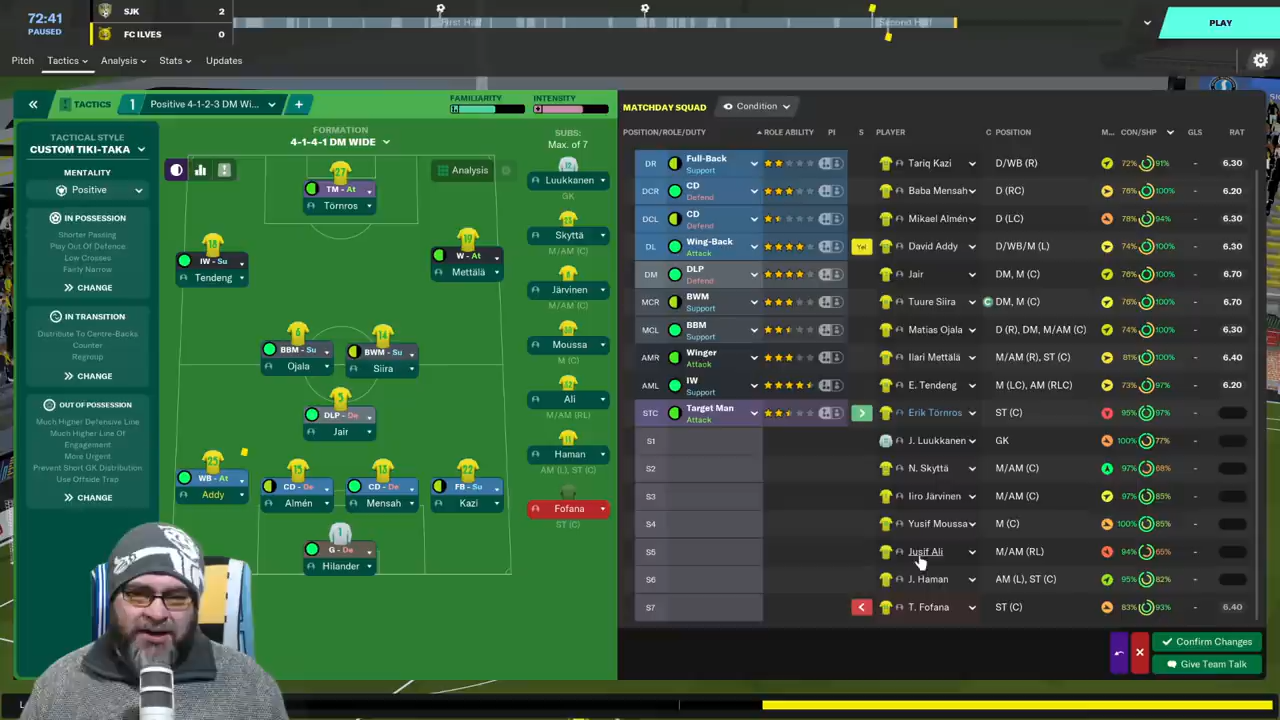 72:41
PAUSED
SJK 2
FC ILVES 0
First Half
Second Half
PLAY
Pitch Tactics Analysis Stats Updates
TACTICS 1 Positive 4-1-2-3 DM Wi... +
FAMILIARITY INTENSITY
TACTICAL STYLE
CUSTOM TIKI-TAKA
MENTALITY
Positive
IN POSSESSION
Shorter Passing
Play Out Of Defence
Low Crosses
Fairly Narrow
CHANGE
IN TRANSITION
Distribute To Centre-Backs
Counter
Regroup
CHANGE
OUT OF POSSESSION
Much Higher Defensive Line
Much Higher Line Of
Engagement
More Urgent
Prevent Short GK Distribution
Use Offside Trap
CHANGE
FORMATION
4-1-4-1 DM WIDE
Analysis
27
TM - At
Törnros
18
IW - Su
Tendeng
19
W - At
Mettälä
6
BBM - Su
Ojala
14
BWM - Su
Siira
5
DLP - De
Jair
25
WB - At
Addy
15
CD - De
Almén
13
CD - De
Mensah
22
FB - Su
Kazi
1
G - De
Hilander
SUBS:
Max. of 7
12
Luukkanen
GK
Skyttä
M/AM (C)
8
Järvinen
M/AM (C)
Moussa
M (C)
Ali
M/AM (RL)
11
Haman
AM (L), ST (C)
Fofana
ST (C)
MATCHDAY SQUAD Condition
POSITION/ROLE/DUTY ROLE ABILITY PI S PLAYER C POSITION M... CON/SHP GLS RAT
DR Full-Back Support Tariq Kazi D/WB (R) 72% 91% - 6.30
DCR CD Defend Baba Mensah D (RC) 76% 100% - 6.20
DCL CD Defend Mikael Almén D (LC) 78% 94% - 6.30
DL Wing-Back Attack Yel David Addy D/WB/M (L) 74% 100% - 6.30
DM DLP Defend Jair DM, M (C) 76% 100% - 6.70
MCR BWM Support Tuure Siira C DM, M (C) 76% 100% - 6.70
MCL BBM Support Matias Ojala D (R), DM, M/AM (C) 74% 100% - 6.30
AMR Winger Attack Ilari Mettälä M/AM (R), ST (C) 81% 100% - 6.40
AML IW Support E. Tendeng M (LC), AM (RLC) 73% 97% - 6.20
STC Target Man Attack Erik Törnros ST (C) 95% 97% -
S1 J. Luukkanen GK 100% 77% -
S2 N. Skyttä M/AM (C) 97% 68% -
S3 Iiro Järvinen M/AM (C) 97% 85% -
S4 Yusif Moussa M (C) 100% 85% -
S5 Jusif Ali M/AM (RL) 94% 65% -
S6 J. Haman AM (L), ST (C) 95% 82% -
S7 T. Fofana ST (C) 83% 93% - 6.40
Confirm Changes
Give Team Talk